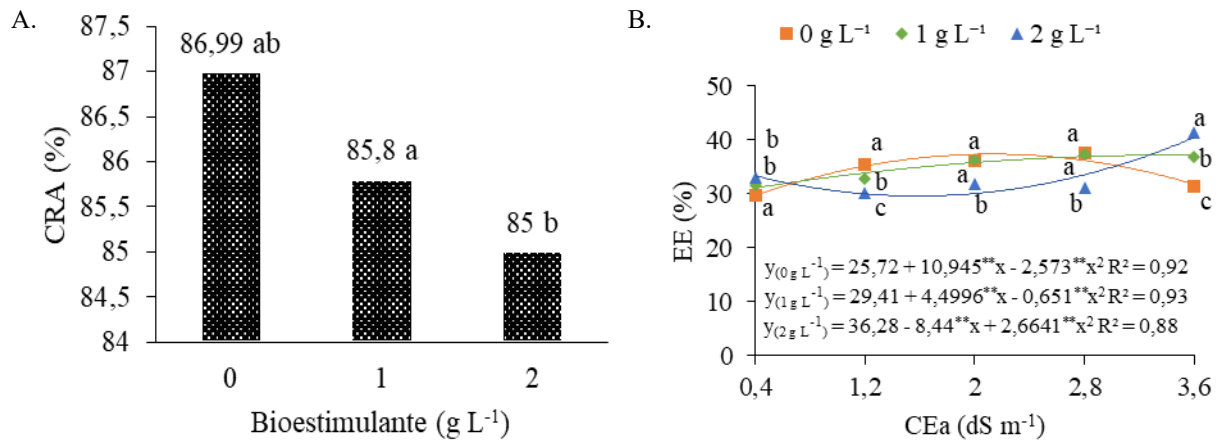 A.
87,5
87
86,5
86
85,5
85
84,5
84
CRA (%)
86,99 ab
85,8 a
85 b
0 1 2
Bioestimulante (g L⁻¹)
B.
0 g L⁻¹ 1 g L⁻¹ 2 g L⁻¹
50
40
30
20
10
0
EE (%)
b
b
a
a
b
c
a
a
b
a
a
b
a
b
c
y(0 g L⁻¹) = 25,72 + 10,945**x - 2,573**x² R² = 0,92
y(1 g L⁻¹) = 29,41 + 4,4996**x - 0,651**x² R² = 0,93
y(2 g L⁻¹) = 36,28 - 8,44**x + 2,6641**x² R² = 0,88
0,4 1,2 2 2,8 3,6
CEa (dS m⁻¹)